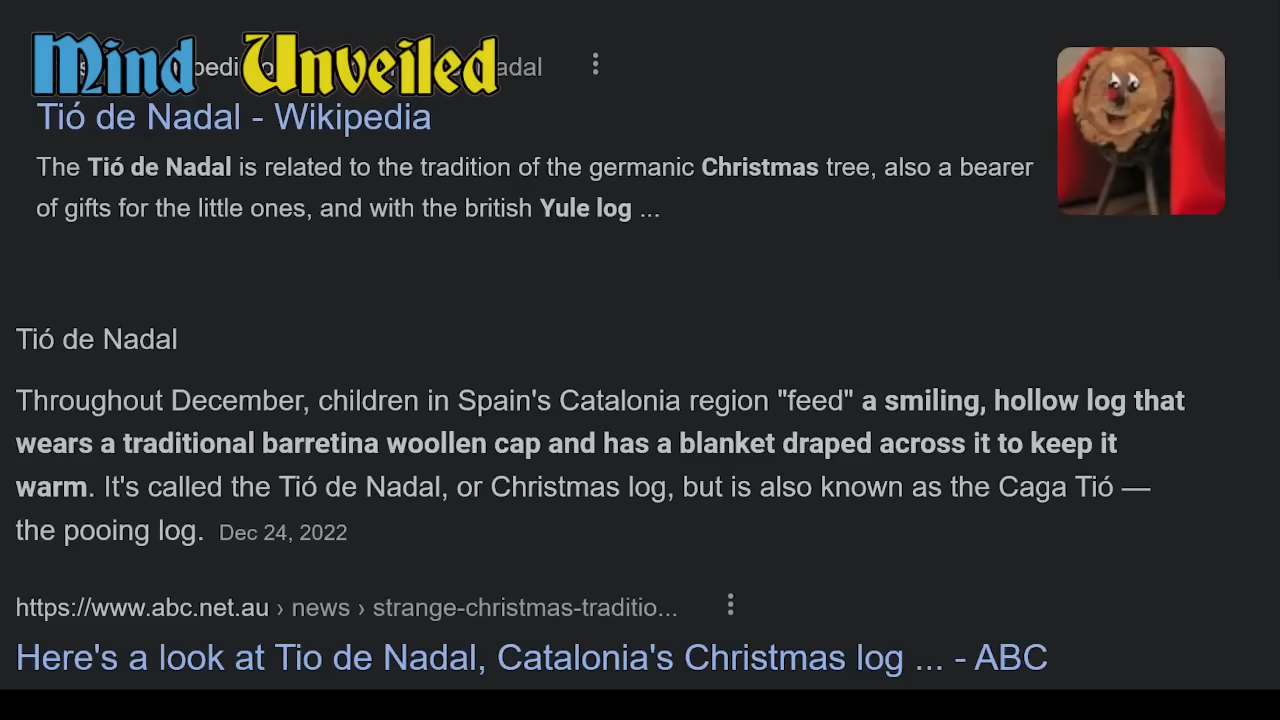 Mind Unveiled
adal
Tió de Nadal - Wikipedia
The Tió de Nadal is related to the tradition of the germanic Christmas tree, also a bearer
of gifts for the little ones, and with the british Yule log ...
Tió de Nadal
Throughout December, children in Spain's Catalonia region "feed" a smiling, hollow log that
wears a traditional barretina woollen cap and has a blanket draped across it to keep it
warm. It's called the Tió de Nadal, or Christmas log, but is also known as the Caga Tió —
the pooing log. Dec 24, 2022
https://www.abc.net.au › news › strange-christmas-traditio...
Here's a look at Tio de Nadal, Catalonia's Christmas log ... - ABC